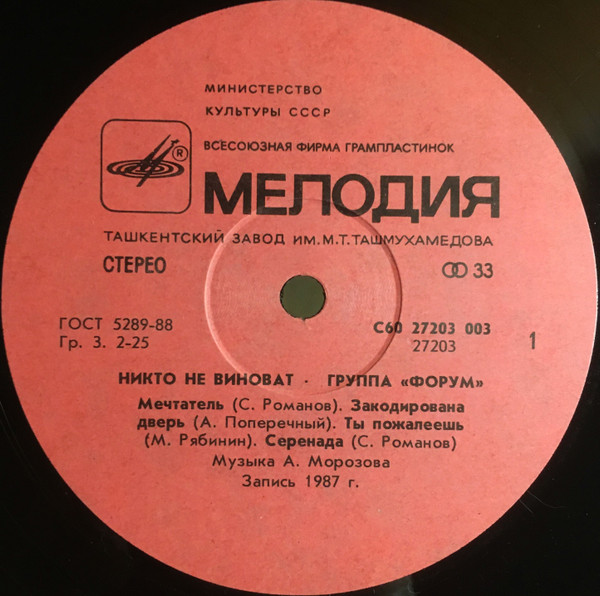 МИНИСТЕРСТВО
КУЛЬТУРЫ СССР
ВСЕСОЮЗНАЯ ФИРМА ГРАМПЛАСТИНОК
®
МЕЛОДИЯ
ТАШКЕНТСКИЙ ЗАВОД ИМ. М.Т. ТАШМУХАМЕДОВА
СТЕРЕО 33
ГОСТ 5289-88 С60 27203 003
Гр. 3. 2-25 27203 1
НИКТО НЕ ВИНОВАТ · ГРУППА «ФОРУМ»
Мечтатель (С. Романов). Закодирована
дверь (А. Поперечный). Ты пожалеешь
(М. Рябинин). Серенада (С. Романов)
Музыка А. Морозова
Запись 1987 г.